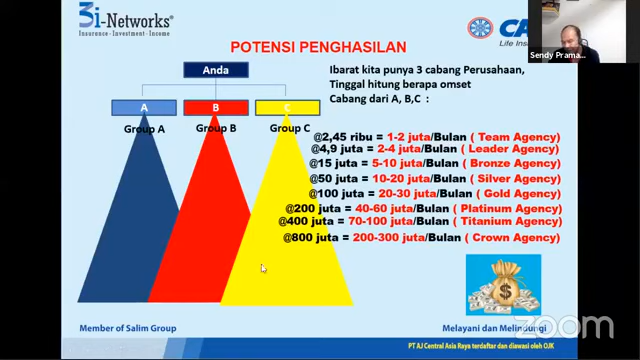 3i-Networks®
Insurance · Investment · Income
CA
Life Ins
Sendy Prama...
POTENSI PENGHASILAN
Anda
A
B
C
Group A
Group B
Group C
Ibarat kita punya 3 cabang Perusahaan,
Tinggal hitung berapa omset
Cabang dari A, B,C :
@2,45 ribu = 1-2 juta/Bulan ( Team Agency)
@4,9 juta = 2-4 juta/Bulan ( Leader Agency)
@15 juta = 5-10 juta/Bulan ( Bronze Agency)
@50 juta = 10-20 juta/Bulan ( Silver Agency)
@100 juta = 20-30 juta/Bulan ( Gold Agency)
@200 juta = 40-60 juta/Bulan ( Platinum Agency)
@400 juta = 70-100 juta/Bulan ( Titanium Agency)
@800 juta = 200-300 juta/Bulan ( Crown Agency)
$
Member of Salim Group
Melayani dan Melindungi
zoom
PT AJ Central Asia Raya terdaftar dan diawasi oleh OJK